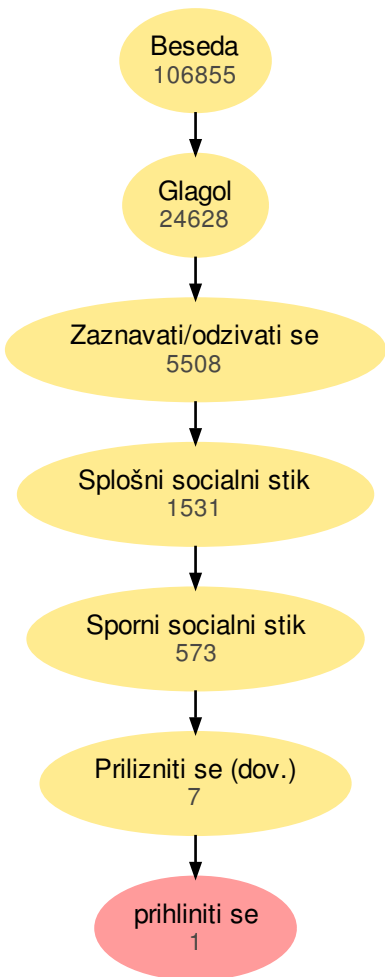 Beseda
106855
Glagol
24628
Zaznavati/odzivati se
5508
Splošni socialni stik
1531
Sporni socialni stik
573
Prilizniti se (dov.)
7
prihliniti se
1